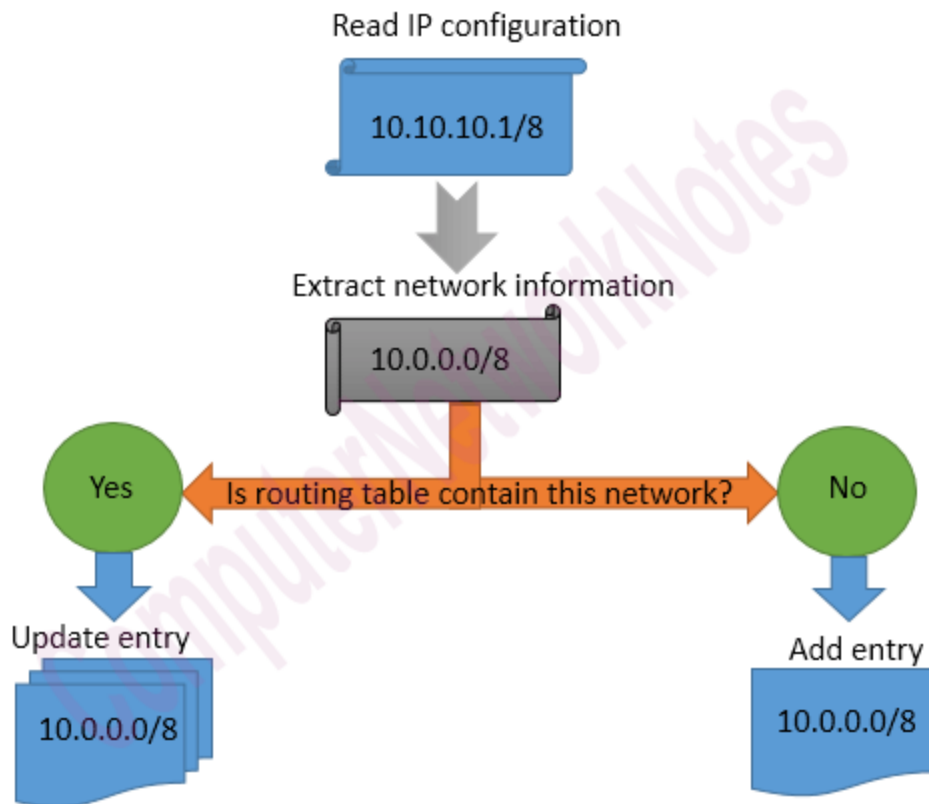 Read IP configuration
10.10.10.1/8
Extract network information
10.0.0.0/8
Yes
Is routing table contain this network?
No
Update entry
Add entry
10.0.0.0/8
10.0.0.0/8
ComputerNetworkNotes